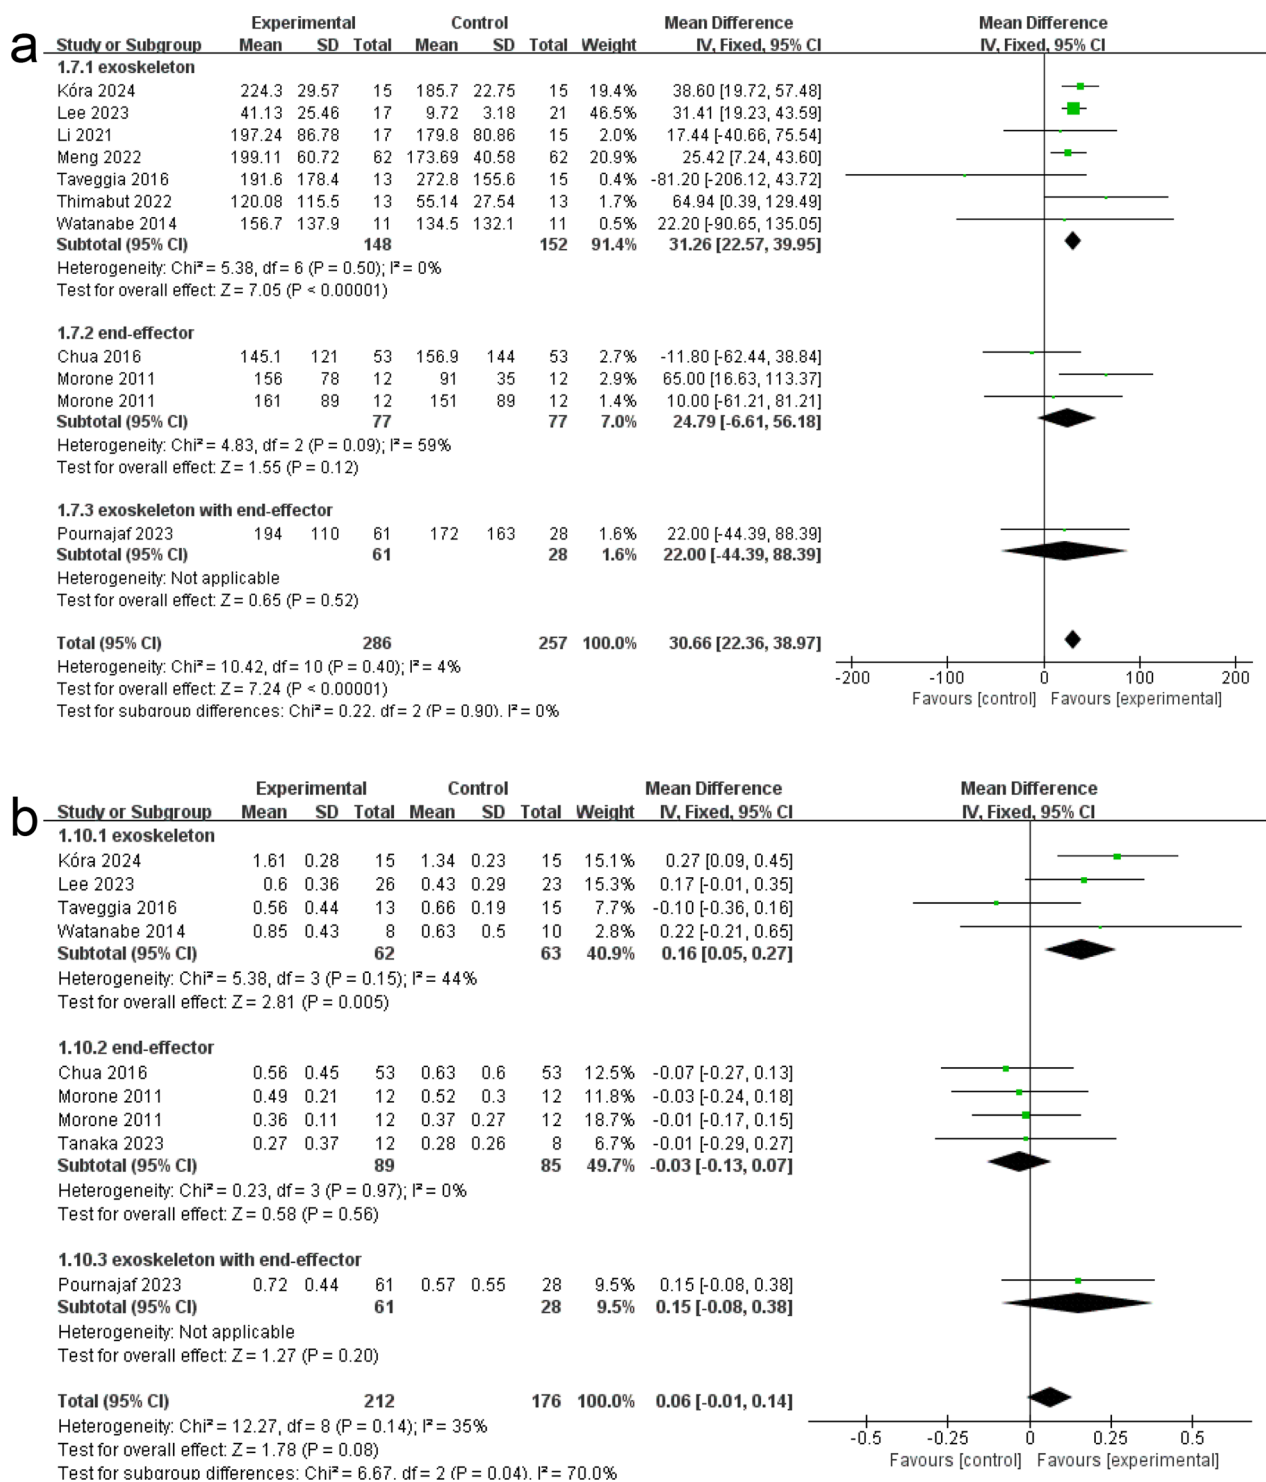 a
Experimental Control Mean Difference Mean Difference
Study or Subgroup Mean SD Total Mean SD Total Weight IV, Fixed, 95% CI IV, Fixed, 95% CI
1.7.1 exoskeleton
Kóra 2024 224.3 29.57 15 185.7 22.75 15 19.4% 38.60 [19.72, 57.48]
Lee 2023 41.13 25.46 17 9.72 3.18 21 46.5% 31.41 [19.23, 43.59]
Li 2021 197.24 86.78 17 179.8 80.86 15 2.0% 17.44 [-40.66, 75.54]
Meng 2022 199.11 60.72 62 173.69 40.58 62 20.9% 25.42 [7.24, 43.60]
Taveggia 2016 191.6 178.4 13 272.8 155.6 15 0.4% -81.20 [-206.12, 43.72]
Thimabut 2022 120.08 115.5 13 55.14 27.54 13 1.7% 64.94 [0.39, 129.49]
Watanabe 2014 156.7 137.9 11 134.5 132.1 11 0.5% 22.20 [-90.65, 135.05]
Subtotal (95% CI) 148 152 91.4% 31.26 [22.57, 39.95]
Heterogeneity: Chi² = 5.38, df = 6 (P = 0.50); I² = 0%
Test for overall effect: Z = 7.05 (P < 0.00001)
1.7.2 end-effector
Chua 2016 145.1 121 53 156.9 144 53 2.7% -11.80 [-62.44, 38.84]
Morone 2011 156 78 12 91 35 12 2.9% 65.00 [16.63, 113.37]
Morone 2011 161 89 12 151 89 12 1.4% 10.00 [-61.21, 81.21]
Subtotal (95% CI) 77 77 7.0% 24.79 [-6.61, 56.18]
Heterogeneity: Chi² = 4.83, df = 2 (P = 0.09); I² = 59%
Test for overall effect: Z = 1.55 (P = 0.12)
1.7.3 exoskeleton with end-effector
Pournajaf 2023 194 110 61 172 163 28 1.6% 22.00 [-44.39, 88.39]
Subtotal (95% CI) 61 28 1.6% 22.00 [-44.39, 88.39]
Heterogeneity: Not applicable
Test for overall effect: Z = 0.65 (P = 0.52)
Total (95% CI) 286 257 100.0% 30.66 [22.36, 38.97]
Heterogeneity: Chi² = 10.42, df = 10 (P = 0.40); I² = 4%
Test for overall effect: Z = 7.24 (P < 0.00001)
Test for subgroup differences: Chi² = 0.22. df = 2 (P = 0.90). I² = 0%
-200 -100 0 100 200
Favours [control] Favours [experimental]
b
Experimental Control Mean Difference Mean Difference
Study or Subgroup Mean SD Total Mean SD Total Weight IV, Fixed, 95% CI IV, Fixed, 95% CI
1.10.1 exoskeleton
Kóra 2024 1.61 0.28 15 1.34 0.23 15 15.1% 0.27 [0.09, 0.45]
Lee 2023 0.6 0.36 26 0.43 0.29 23 15.3% 0.17 [-0.01, 0.35]
Taveggia 2016 0.56 0.44 13 0.66 0.19 15 7.7% -0.10 [-0.36, 0.16]
Watanabe 2014 0.85 0.43 8 0.63 0.5 10 2.8% 0.22 [-0.21, 0.65]
Subtotal (95% CI) 62 63 40.9% 0.16 [0.05, 0.27]
Heterogeneity: Chi² = 5.38, df = 3 (P = 0.15); I² = 44%
Test for overall effect: Z = 2.81 (P = 0.005)
1.10.2 end-effector
Chua 2016 0.56 0.45 53 0.63 0.6 53 12.5% -0.07 [-0.27, 0.13]
Morone 2011 0.49 0.21 12 0.52 0.3 12 11.8% -0.03 [-0.24, 0.18]
Morone 2011 0.36 0.11 12 0.37 0.27 12 18.7% -0.01 [-0.17, 0.15]
Tanaka 2023 0.27 0.37 12 0.28 0.26 8 6.7% -0.01 [-0.29, 0.27]
Subtotal (95% CI) 89 85 49.7% -0.03 [-0.13, 0.07]
Heterogeneity: Chi² = 0.23, df = 3 (P = 0.97); I² = 0%
Test for overall effect: Z = 0.58 (P = 0.56)
1.10.3 exoskeleton with end-effector
Pournajaf 2023 0.72 0.44 61 0.57 0.55 28 9.5% 0.15 [-0.08, 0.38]
Subtotal (95% CI) 61 28 9.5% 0.15 [-0.08, 0.38]
Heterogeneity: Not applicable
Test for overall effect: Z = 1.27 (P = 0.20)
Total (95% CI) 212 176 100.0% 0.06 [-0.01, 0.14]
Heterogeneity: Chi² = 12.27, df = 8 (P = 0.14); I² = 35%
Test for overall effect: Z = 1.78 (P = 0.08)
Test for subgroup differences: Chi² = 6.67. df = 2 (P = 0.04). I² = 70.0%
-0.5 -0.25 0 0.25 0.5
Favours [control] Favours [experimental]